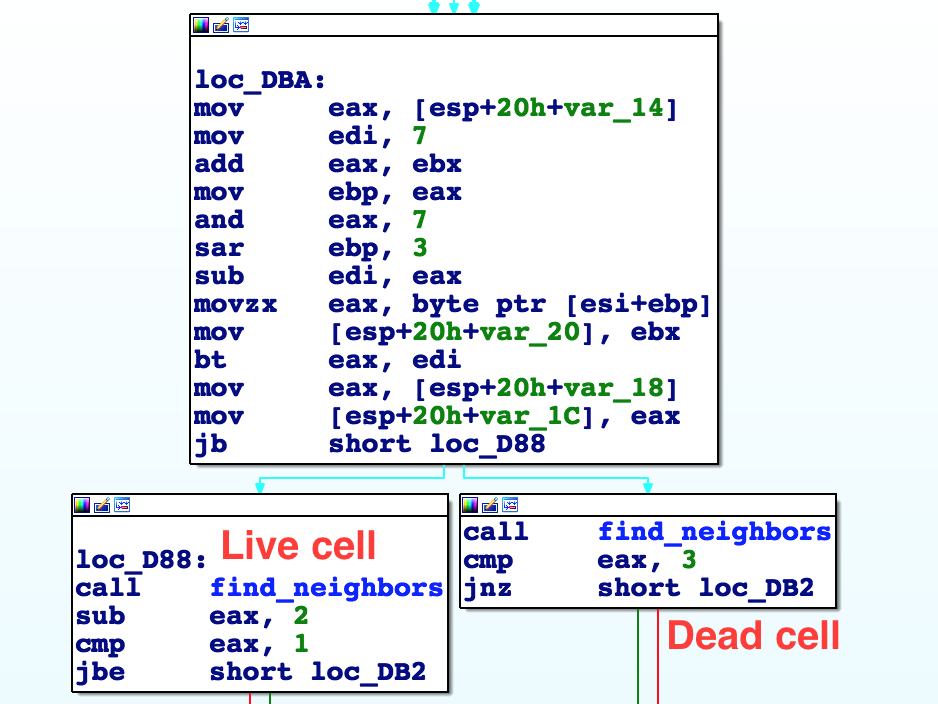 loc_DBA:
mov eax, [esp+20h+var_14]
mov edi, 7
add eax, ebx
mov ebp, eax
and eax, 7
sar ebp, 3
sub edi, eax
movzx eax, byte ptr [esi+ebp]
mov [esp+20h+var_20], ebx
bt eax, edi
mov eax, [esp+20h+var_18]
mov [esp+20h+var_1C], eax
jb short loc_D88
loc_D88:
Live cell
call find_neighbors
sub eax, 2
cmp eax, 1
jbe short loc_DB2
call find_neighbors
cmp eax, 3
jnz short loc_DB2
Dead cell